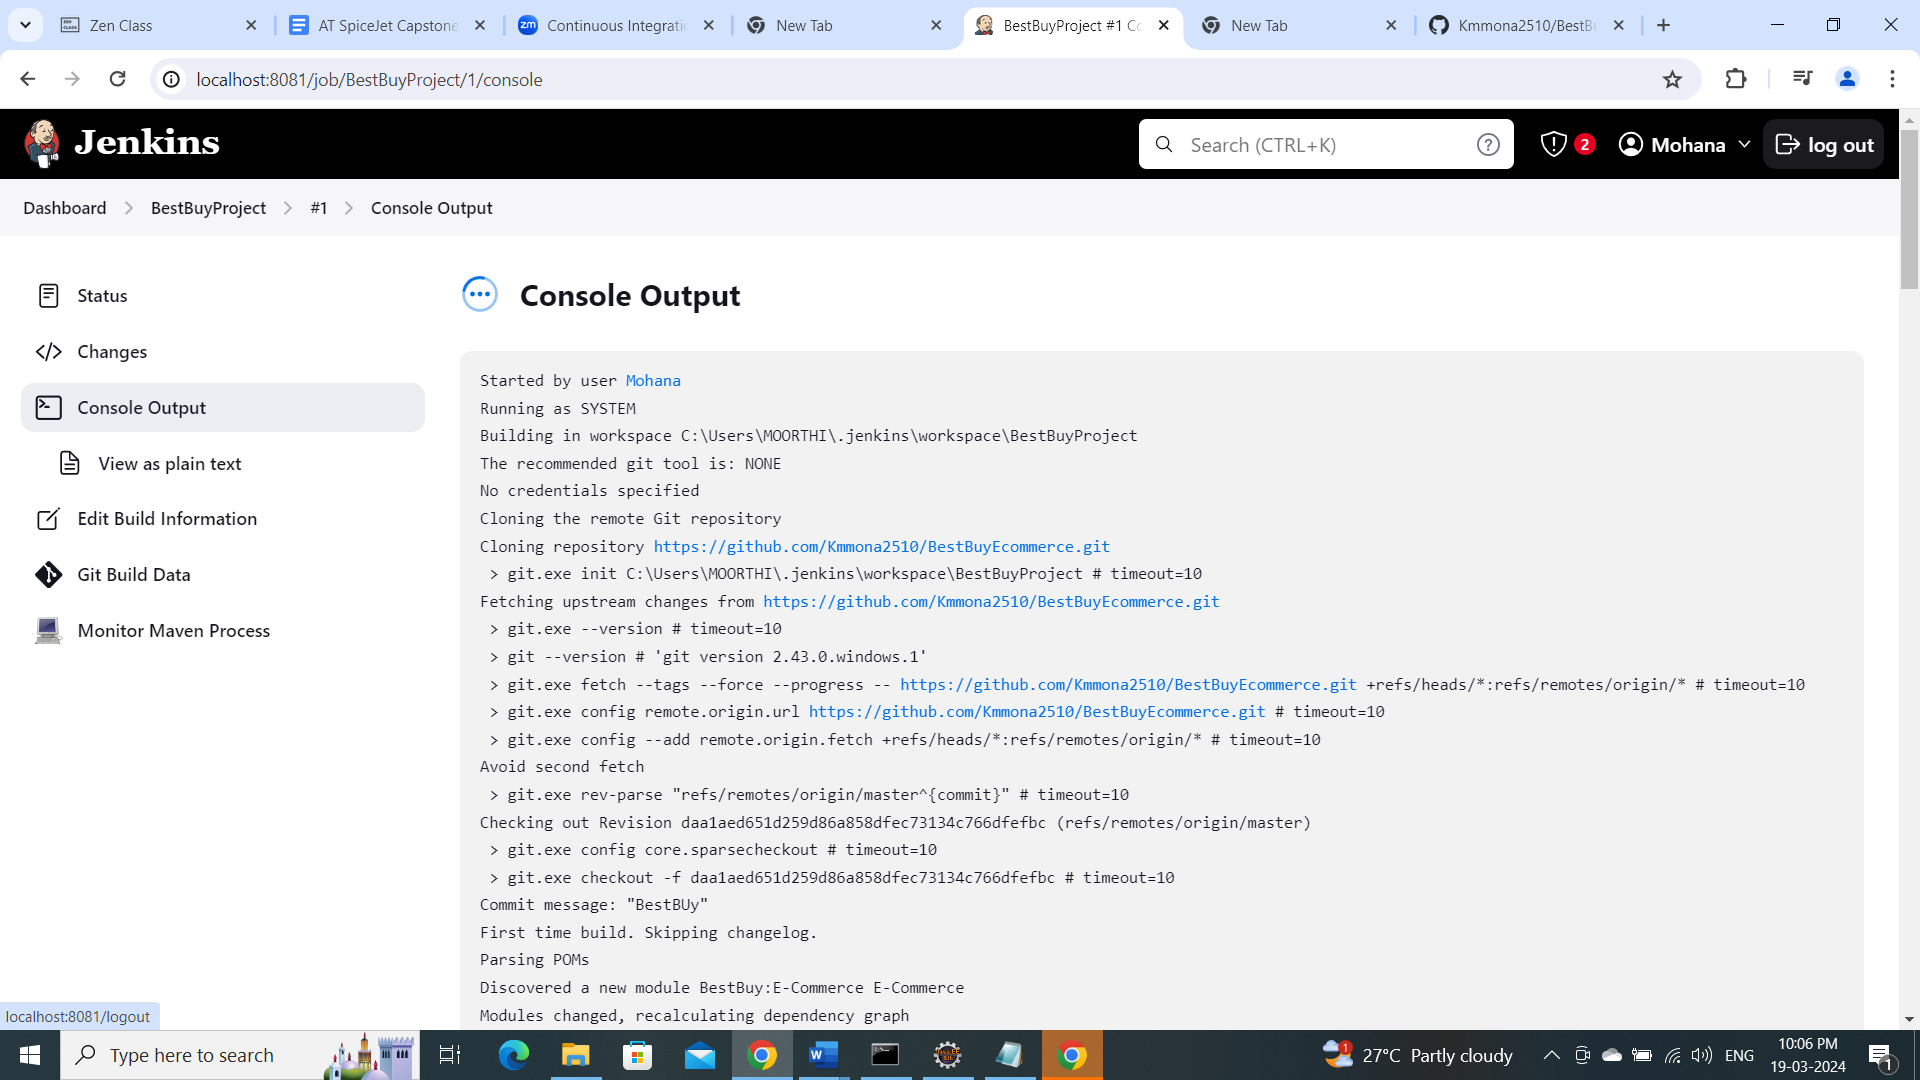 Zen Class
AT SpiceJet Capstone
zm Continuous Integratio
New Tab
BestBuyProject #1 Co
New Tab
Kmmona2510/BestBu
localhost:8081/job/BestBuyProject/1/console
Jenkins
Search (CTRL+K)
2
Mohana
log out
Dashboard
BestBuyProject
#1
Console Output
Status
Changes
Console Output
View as plain text
Edit Build Information
Git Build Data
Monitor Maven Process
Console Output
Started by user Mohana
Running as SYSTEM
Building in workspace C:\Users\MOORTHI\.jenkins\workspace\BestBuyProject
The recommended git tool is: NONE
No credentials specified
Cloning the remote Git repository
Cloning repository https://github.com/Kmmona2510/BestBuyEcommerce.git
> git.exe init C:\Users\MOORTHI\.jenkins\workspace\BestBuyProject # timeout=10
Fetching upstream changes from https://github.com/Kmmona2510/BestBuyEcommerce.git
> git.exe --version # timeout=10
> git --version # 'git version 2.43.0.windows.1'
> git.exe fetch --tags --force --progress -- https://github.com/Kmmona2510/BestBuyEcommerce.git +refs/heads/*:refs/remotes/origin/* # timeout=10
> git.exe config remote.origin.url https://github.com/Kmmona2510/BestBuyEcommerce.git # timeout=10
> git.exe config --add remote.origin.fetch +refs/heads/*:refs/remotes/origin/* # timeout=10
Avoid second fetch
> git.exe rev-parse "refs/remotes/origin/master^{commit}" # timeout=10
Checking out Revision daa1aed651d259d86a858dfec73134c766dfefbc (refs/remotes/origin/master)
> git.exe config core.sparsecheckout # timeout=10
> git.exe checkout -f daa1aed651d259d86a858dfec73134c766dfefbc # timeout=10
Commit message: "BestBUy"
First time build. Skipping changelog.
Parsing POMs
Discovered a new module BestBuy:E-Commerce E-Commerce
Modules changed, recalculating dependency graph
localhost:8081/logout
Type here to search
1
27°C Partly cloudy
ENG
10:06 PM
19-03-2024
1